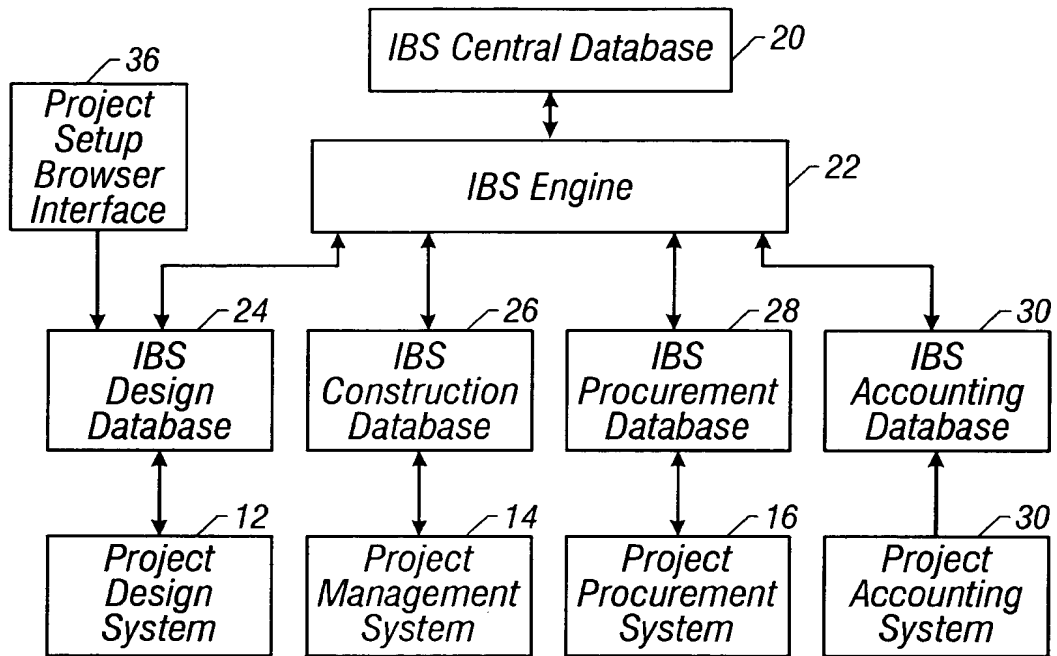 IBS Central Database
20
36
Project
Setup
Browser
Interface
IBS Engine
22
24
IBS
Design
Database
26
IBS
Construction
Database
28
IBS
Procurement
Database
30
IBS
Accounting
Database
12
Project
Design
System
14
Project
Management
System
16
Project
Procurement
System
30
Project
Accounting
System